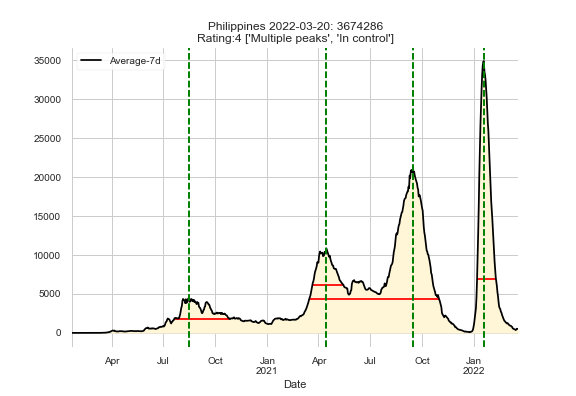 Philippines 2022-03-20: 3674286
Rating:4 ['Multiple peaks', 'In control']
Average-7d
35000
30000
25000
20000
15000
10000
5000
0
Apr Jul Oct Jan Apr Jul Oct Jan
2021 2022
Date